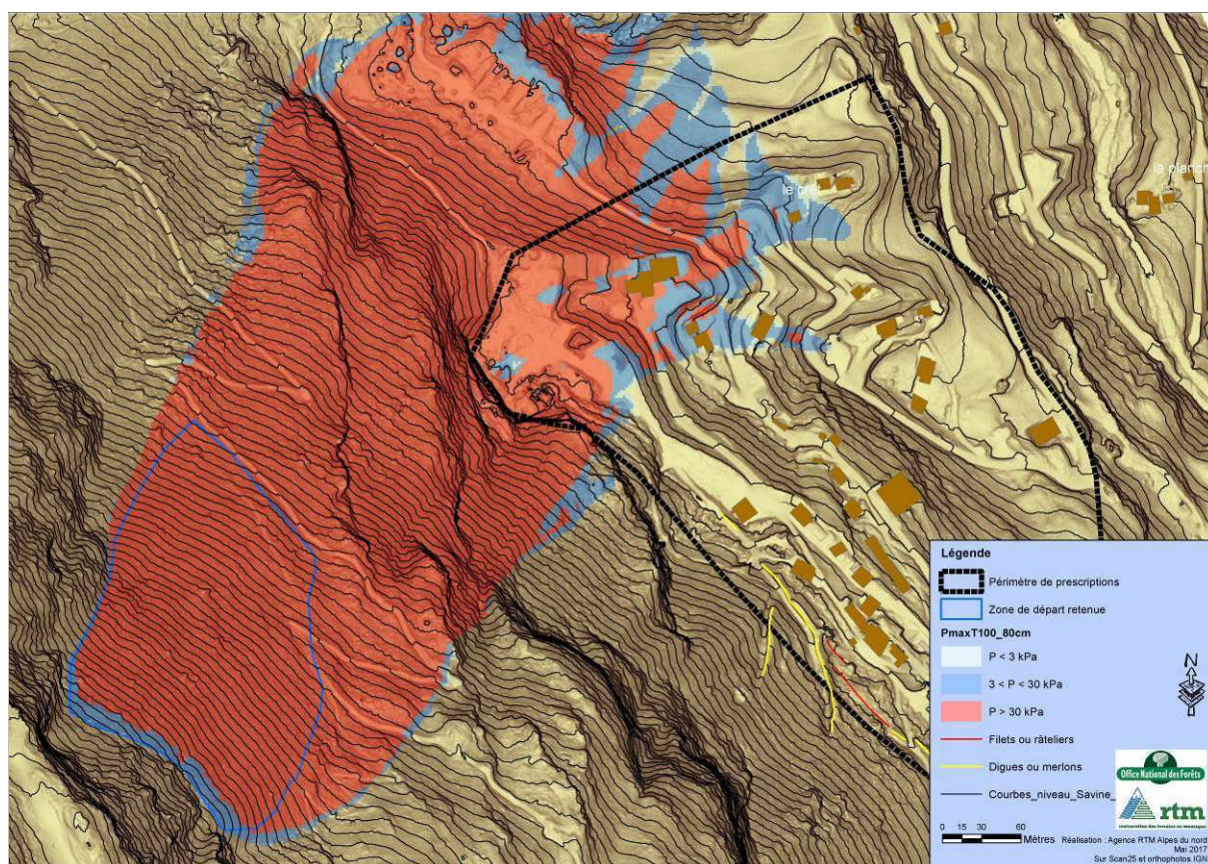 le crêt
la planch
Légende
Périmètre de prescriptions
Zone de départ retenue
PmaxT100_80cm
P < 3 kPa
3 < P < 30 kPa
P > 30 kPa
Filets ou râteliers
Digues ou merlons
Courbes_niveau_Savine_
N
Office National des Forêts
rtm
0 15 30 60
Mètres
Réalisation : Agence RTM Alpes du nord
Mai 2017
Sur Scan25 et orthophotos IGN